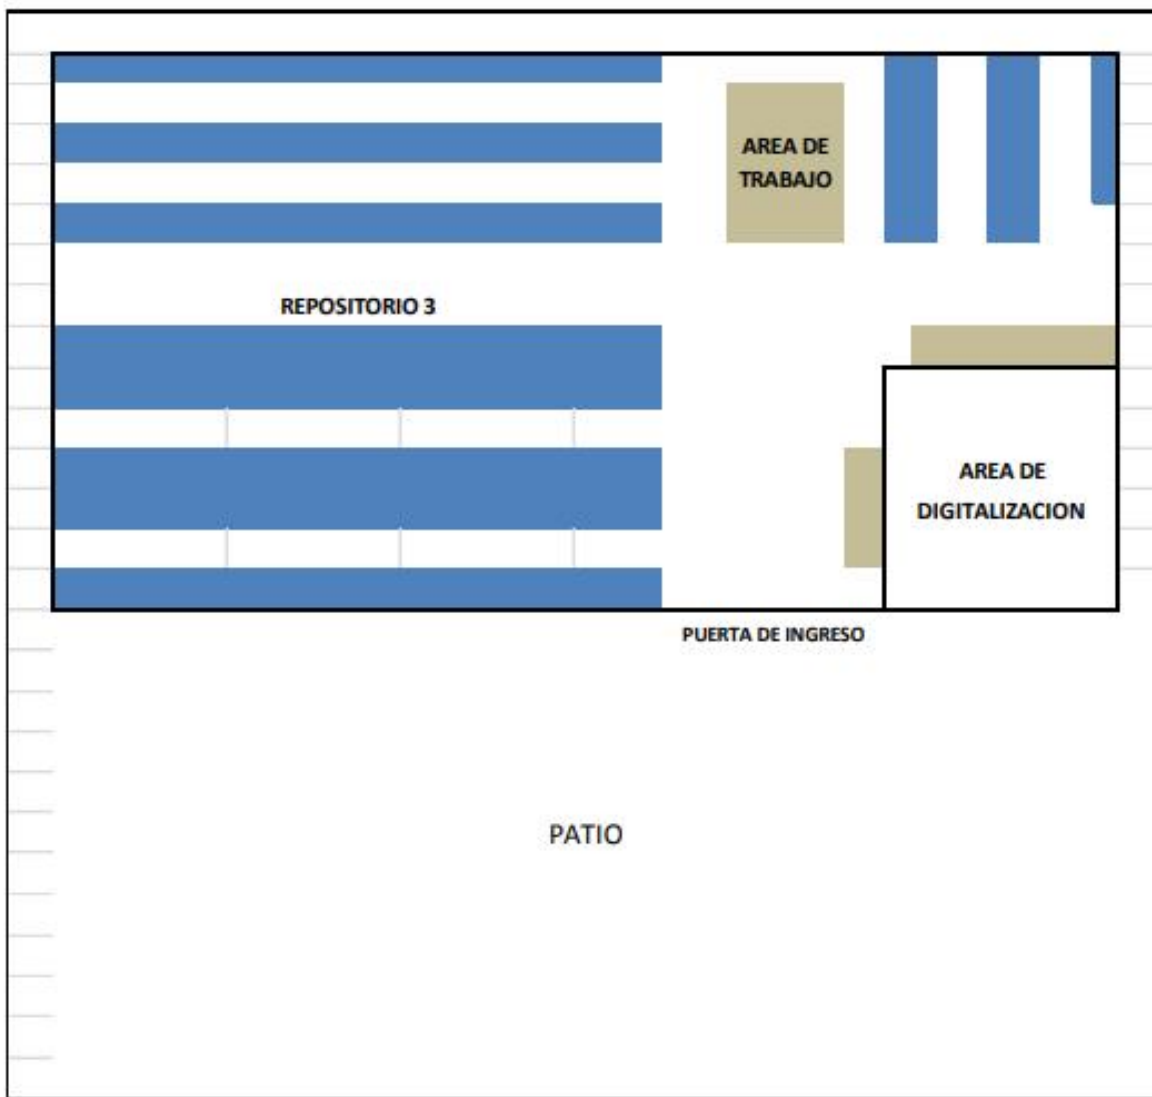 AREA DE
TRABAJO
REPOSITORIO 3
AREA DE
DIGITALIZACION
PUERTA DE INGRESO
PATIO